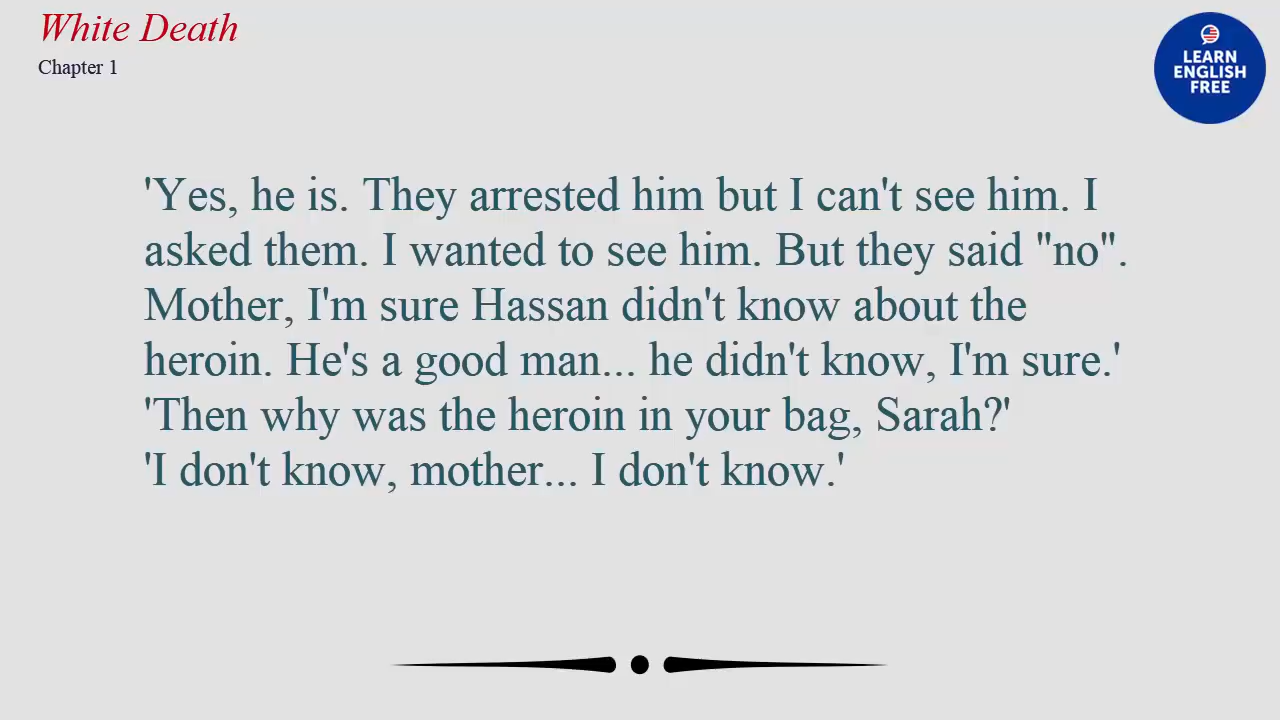 White Death
Chapter 1
LEARN
ENGLISH
FREE
'Yes, he is. They arrested him but I can't see him. I
asked them. I wanted to see him. But they said "no".
Mother, I'm sure Hassan didn't know about the
heroin. He's a good man... he didn't know, I'm sure.'
'Then why was the heroin in your bag, Sarah?'
'I don't know, mother... I don't know.'